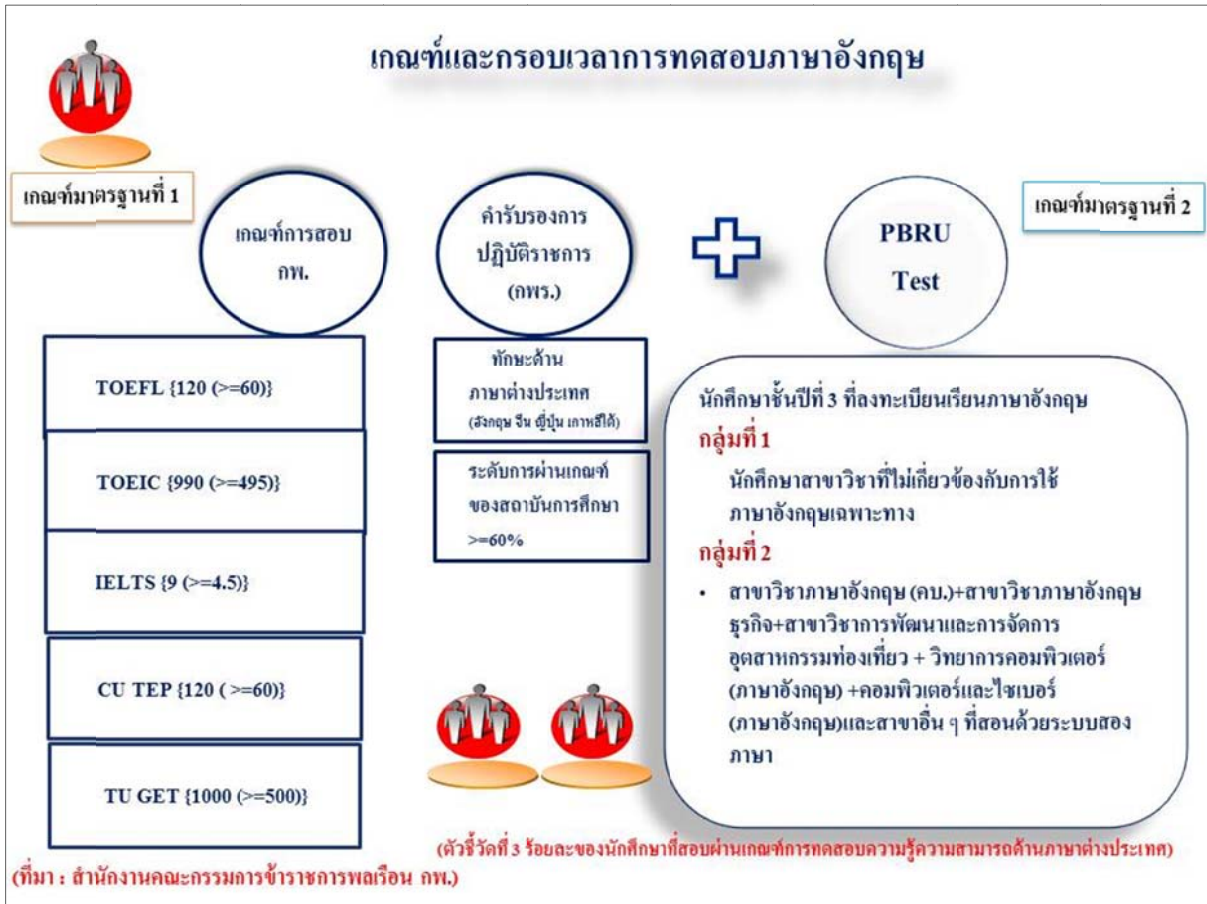 เกณฑ์และกรอบเวลาการทดสอบภาษาอังกฤษ
เกณฑ์มาตรฐานที่ 1
เกณฑ์การสอบ
กพ.
TOEFL {120 (>=60)}
TOEIC {990 (>=495)}
IELTS {9 (>=4.5)}
CU TEP {120 ( >=60)}
TU GET {1000 (>=500)}
(ที่มา : สำนักงานคณะกรรมการข้าราชการพลเรือน กพ.)
คำรับรองการ
ปฏิบัติราชการ
(กพร.)
ทักษะด้าน
ภาษาต่างประเทศ
(อังกฤษ จีน ญี่ปุ่น เกาหลีใต้)
ระดับการผ่านเกณฑ์
ของสถาบันการศึกษา
>=60%
เกณฑ์มาตรฐานที่ 2
PBRU
Test
นักศึกษาชั้นปีที่ 3 ที่ลงทะเบียนเรียนภาษาอังกฤษ
กลุ่มที่ 1
นักศึกษาสาขาวิชาที่ไม่เกี่ยวข้องกับการใช้
ภาษาอังกฤษเฉพาะทาง
กลุ่มที่ 2
• สาขาวิชาภาษาอังกฤษ (คบ.)+สาขาวิชาภาษาอังกฤษ
ธุรกิจ+สาขาวิชาการพัฒนาและการจัดการ
อุตสาหกรรมท่องเที่ยว + วิทยาการคอมพิวเตอร์
(ภาษาอังกฤษ) +คอมพิวเตอร์และไซเบอร์
(ภาษาอังกฤษ)และสาขาอื่น ๆ ที่สอนด้วยระบบสอง
ภาษา
(ตัวชี้วัดที่ 3 ร้อยละของนักศึกษาที่สอบผ่านเกณฑ์การทดสอบความรู้ความสามารถด้านภาษาต่างประเทศ)